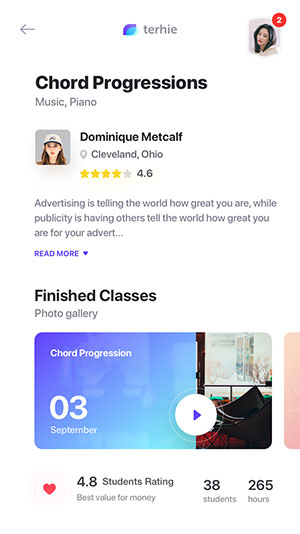 terhie
2
Chord Progressions
Music, Piano
Dominique Metcalf
Cleveland, Ohio
4.6
Advertising is telling the world how great you are, while
publicity is having others tell the world how great you
are for your advert...
READ MORE
Finished Classes
Photo gallery
Chord Progression
03
September
4.8 Students Rating
Best value for money
38
students
265
hours